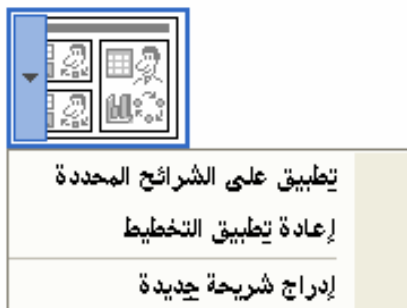 تطبيق على الشرائح المحددة
إعادة تطبيق التخطيط
إدراج شريحة جديدة